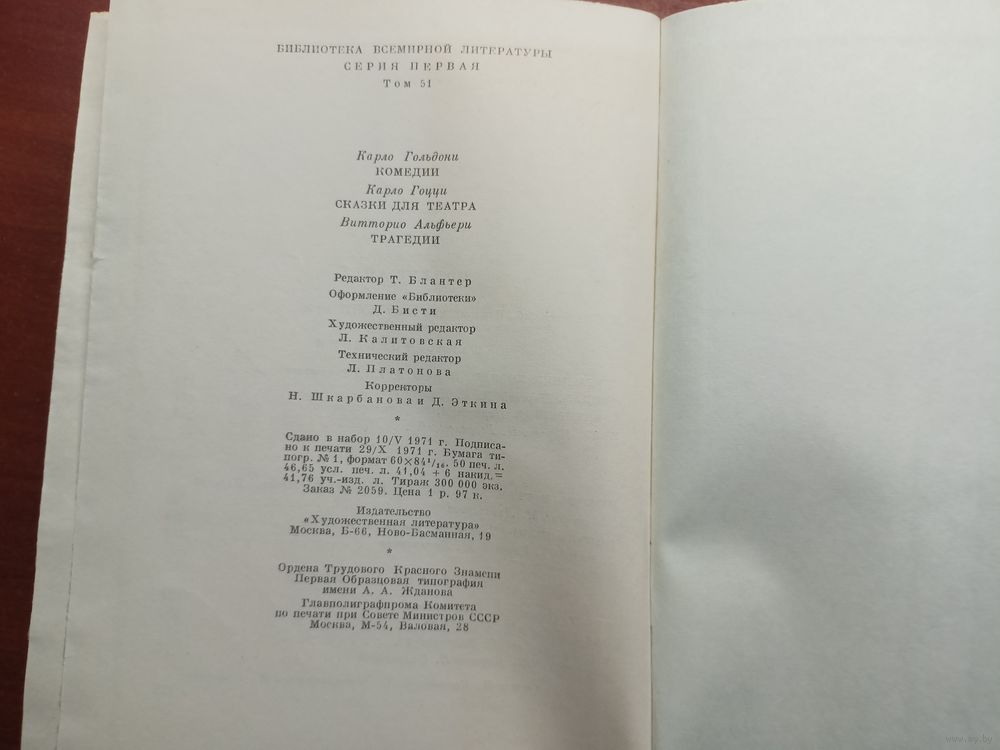 БИБЛИОТЕКА ВСЕМИРНОЙ ЛИТЕРАТУРЫ
СЕРИЯ ПЕРВАЯ
Том 51
Карло Гольдони
КОМЕДИИ
Карло Гоцци
СКАЗКИ ДЛЯ ТЕАТРА
Витторио Альфьери
ТРАГЕДИИ
Редактор Т. Блантер
Оформление «Библиотеки»
Д. Бисти
Художественный редактор
Л. Калитовская
Технический редактор
Л. Платонова
Корректоры
Н. Шкарбанова и Д. Эткина
*
Сдано в набор 10/V 1971 г. Подписа-
но к печати 29/X 1971 г. Бумага ти-
погр. № 1, формат 60×84¹/₁₆. 50 печ. л.
46,65 усл. печ. л. 41,04 + 6 накид.=
41,76 уч.-изд. л. Тираж 300 000 экз.
Заказ № 2059. Цена 1 р. 97 к.
Издательство
«Художественная литература»
Москва, Б-66, Ново-Басманная, 19
*
Ордена Трудового Красного Знамени
Первая Образцовая типография
имени А. А. Жданова
Главполиграфпрома Комитета
по печати при Совете Министров СССР
Москва, М-54, Валовая, 28
www.ay.by